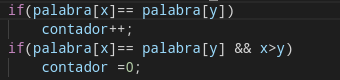 if(palabra[x]== palabra[y])
    contador++;
if(palabra[x]== palabra[y] && x>y)
    contador =0;